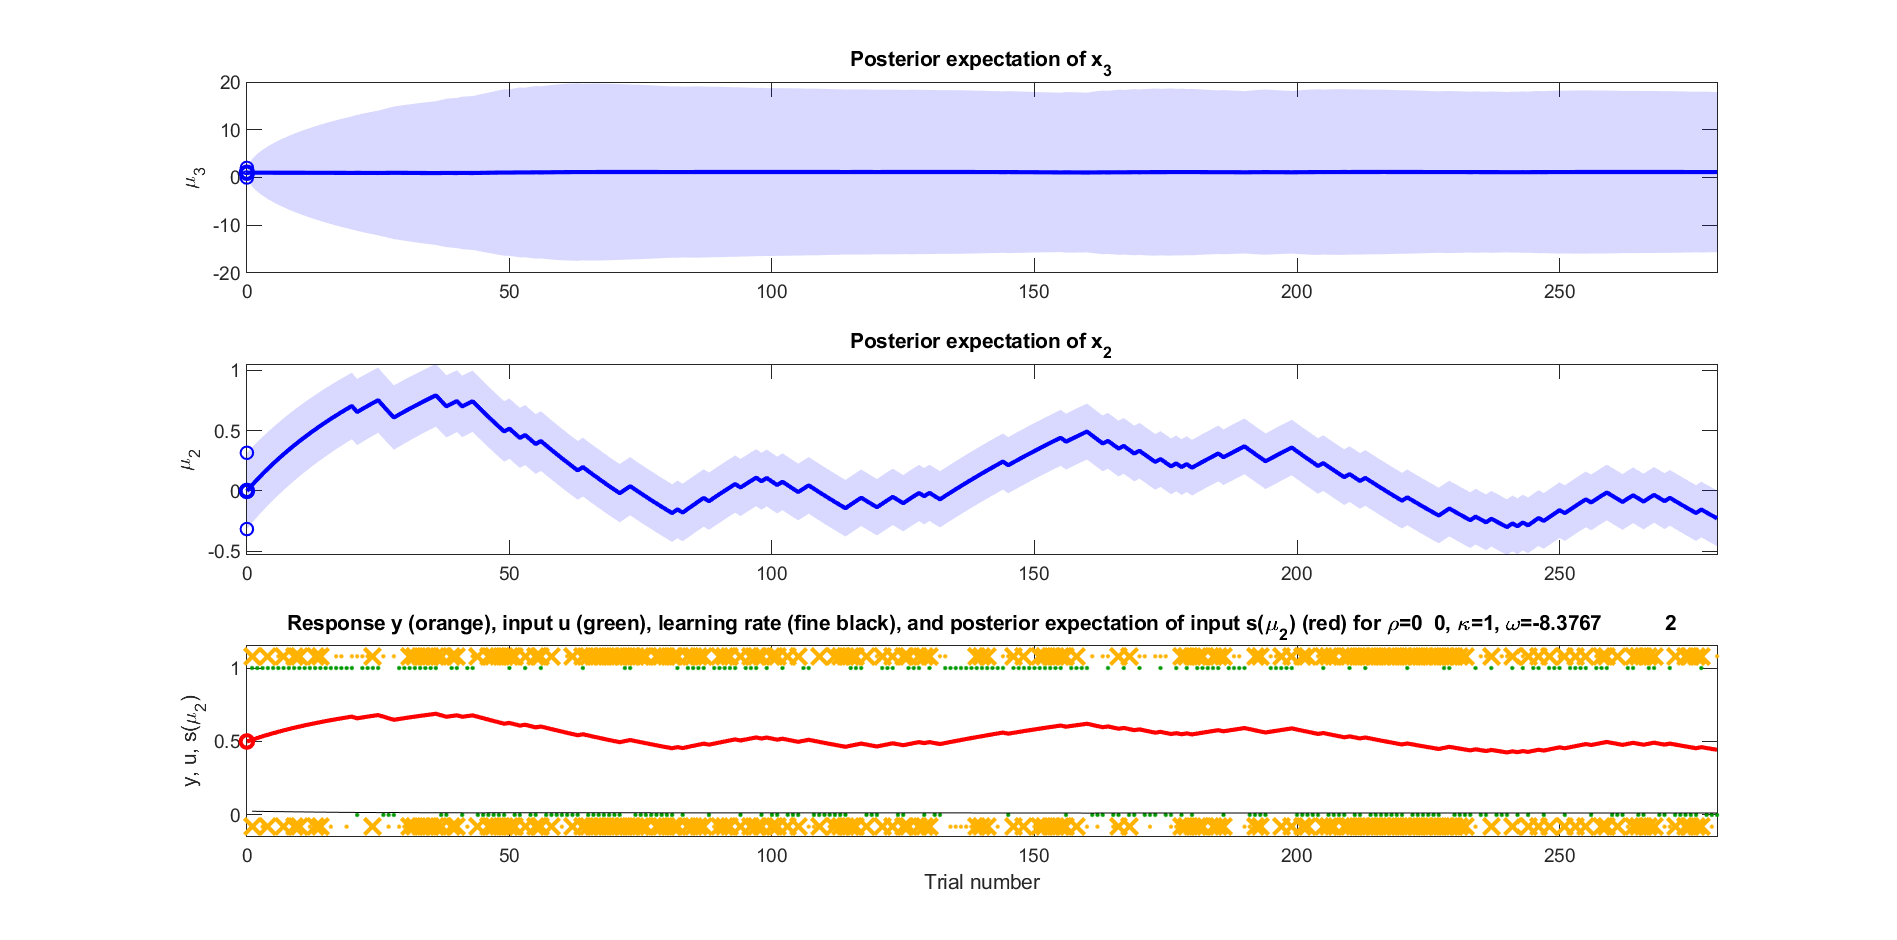 Posterior expectation of x3
20
10
0
-10
-20
μ3
0 50 100 150 200 250
Posterior expectation of x2
1
0.5
0
-0.5
μ2
0 50 100 150 200 250
Response y (orange), input u (green), learning rate (fine black), and posterior expectation of input s(μ2) (red) for ρ=0 0, κ=1, ω=-8.3767 2
1
0.5
0
y, u, s(μ2)
0 50 100 150 200 250
Trial number